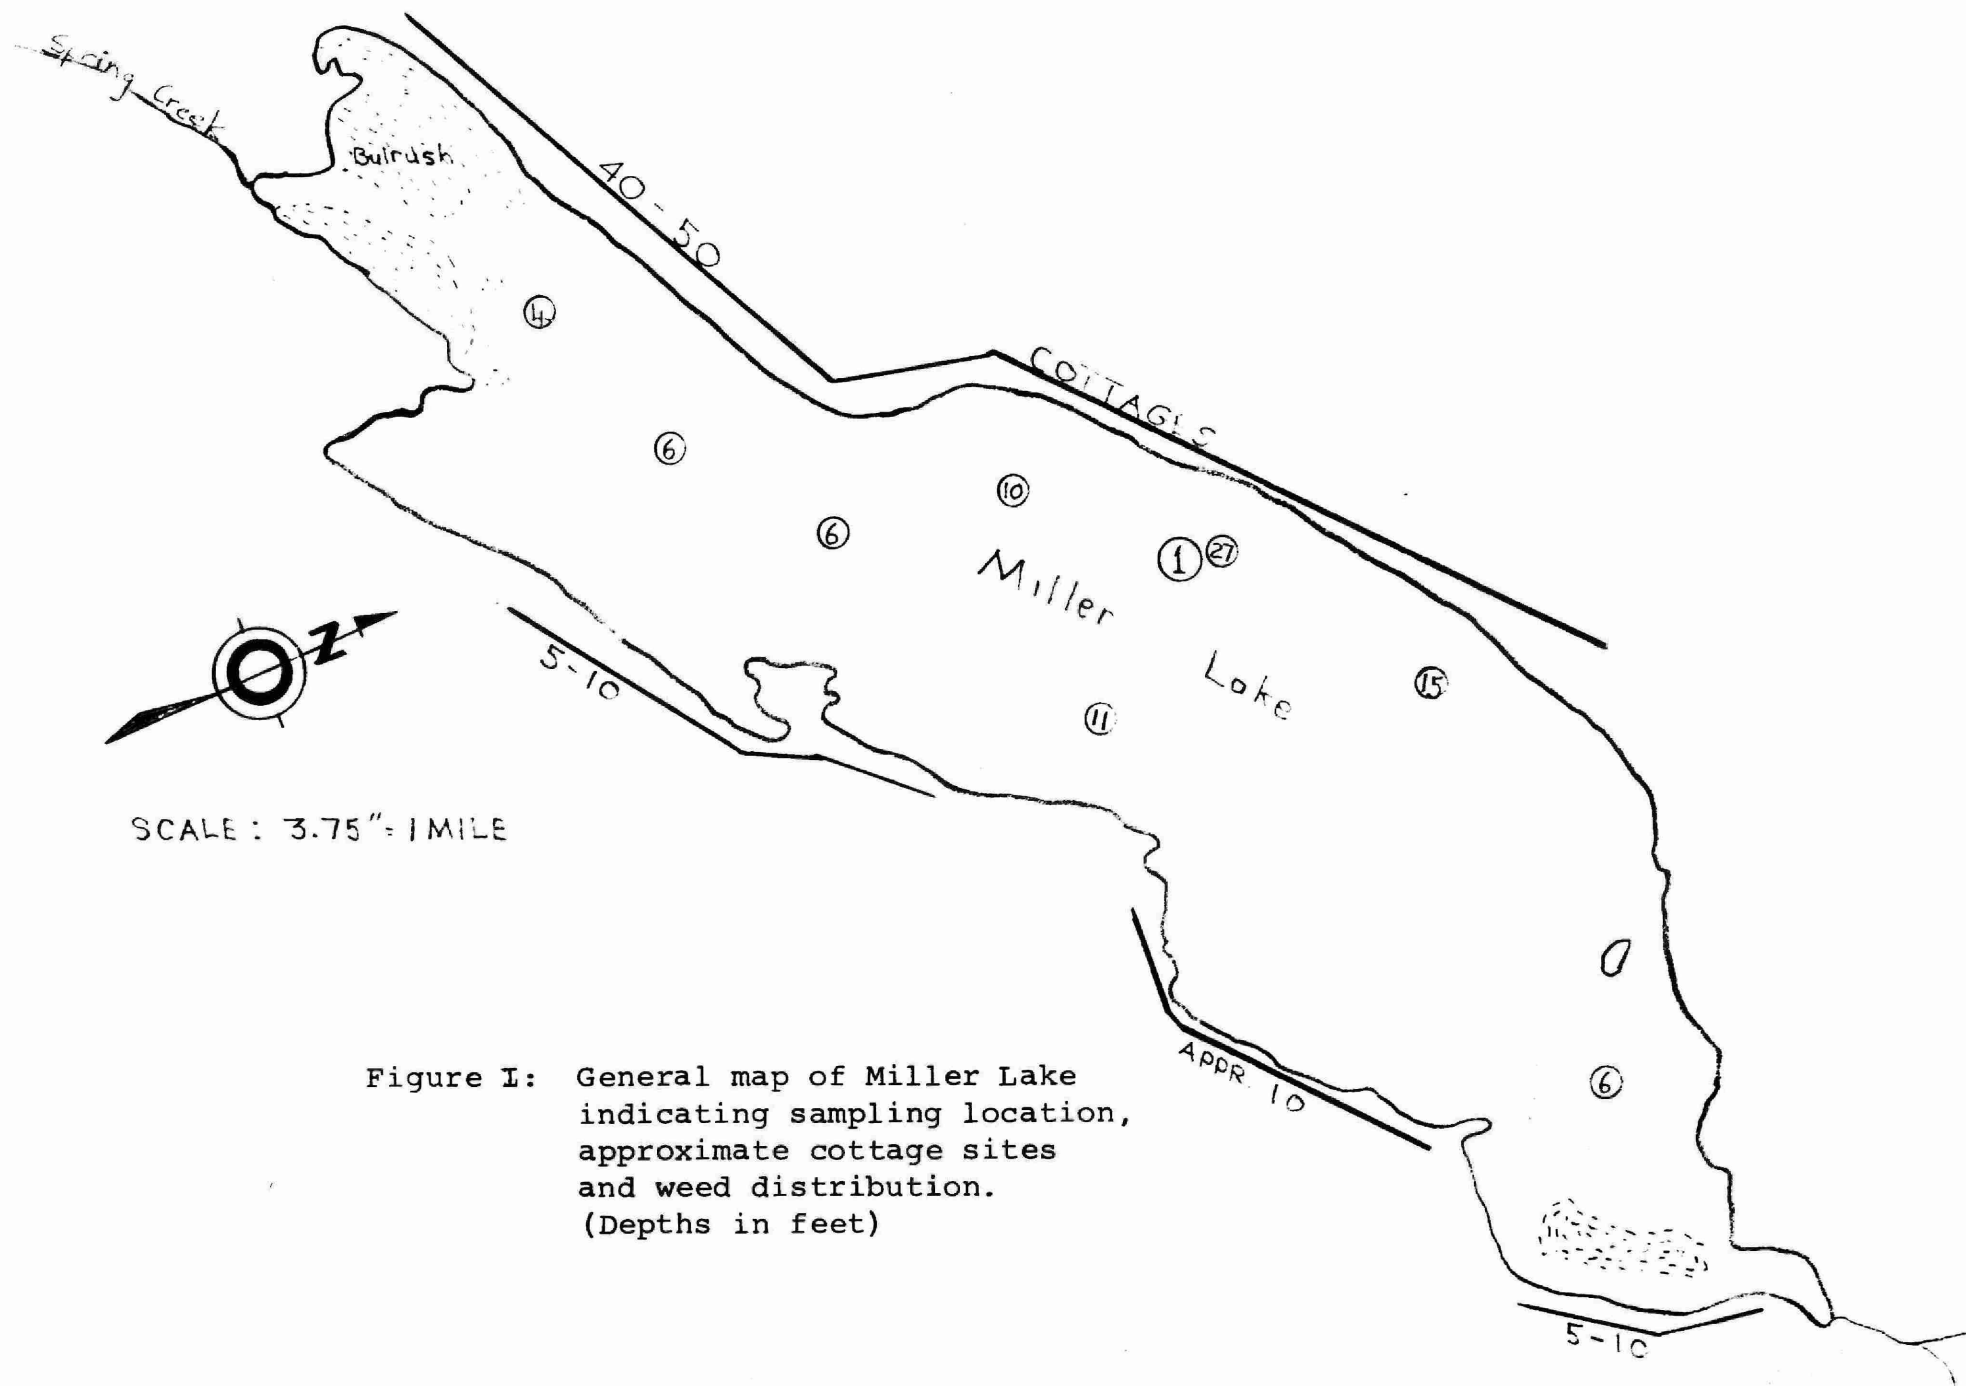 Spring Creek
Bulrush
40-50
COTTAGES
4
6
6
10
1
27
Miller
Lake
15
11
N
5-10
SCALE: 3.75"=1 MILE
APPR. 10
6
Figure I: General map of Miller Lake
indicating sampling location,
approximate cottage sites
and weed distribution.
(Depths in feet)
5-10